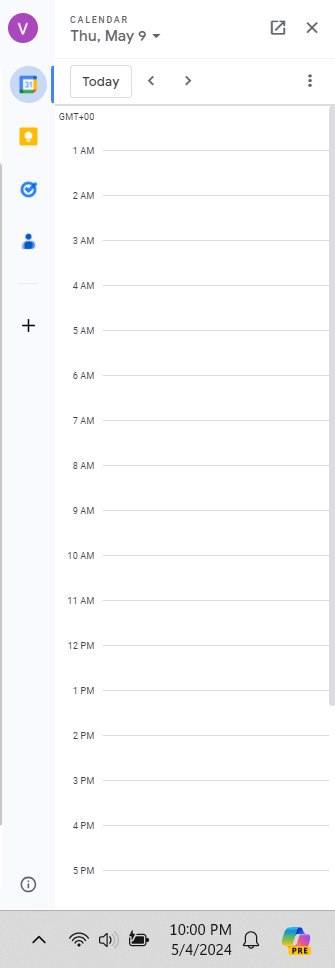 V
CALENDAR
Thu, May 9
Today
GMT+00
1 AM
2 AM
3 AM
4 AM
5 AM
6 AM
7 AM
8 AM
9 AM
10 AM
11 AM
12 PM
1 PM
2 PM
3 PM
4 PM
5 PM
31
10:00 PM
5/4/2024
PRE